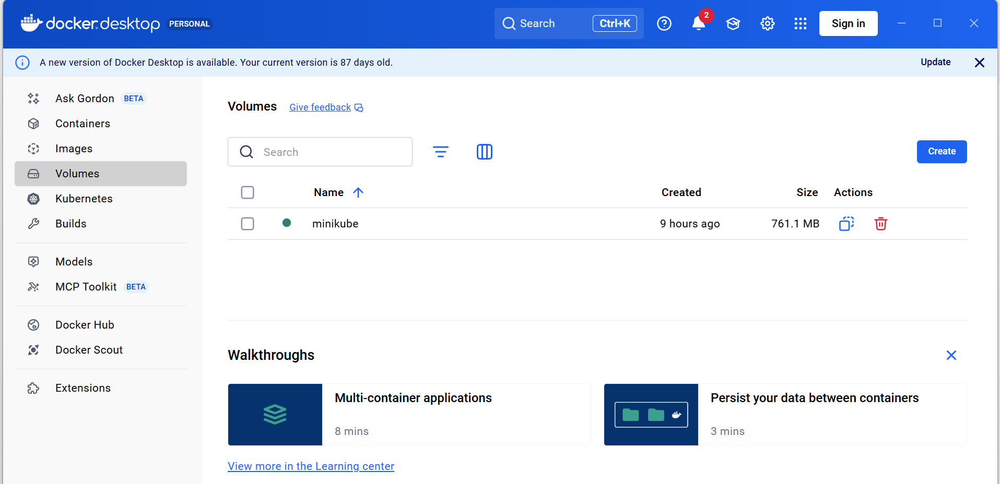 docker desktop PERSONAL
Search Ctrl+K
2
Sign in
A new version of Docker Desktop is available. Your current version is 87 days old.
Update
Ask Gordon BETA
Containers
Images
Volumes
Kubernetes
Builds
Models
MCP Toolkit BETA
Docker Hub
Docker Scout
Extensions
Volumes Give feedback
Search
Create
Name Created Size Actions
minikube 9 hours ago 761.1 MB
Walkthroughs
Multi-container applications
8 mins
Persist your data between containers
3 mins
View more in the Learning center